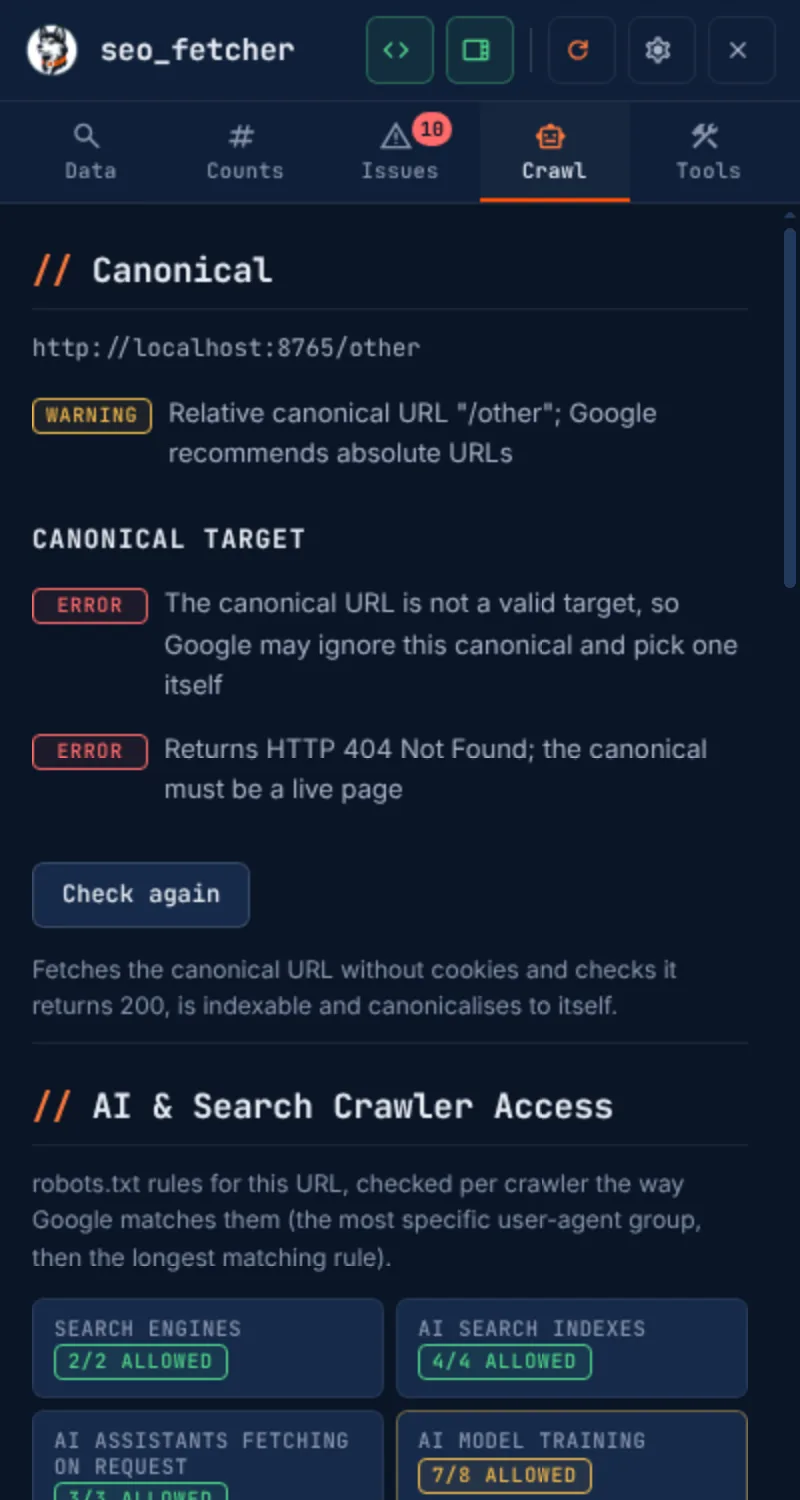 seo_fetcher
Data
Counts
10
Issues
Crawl
Tools
// Canonical
http://localhost:8765/other
WARNING
Relative canonical URL "/other"; Google
recommends absolute URLs
CANONICAL TARGET
ERROR
The canonical URL is not a valid target, so
Google may ignore this canonical and pick one
itself
ERROR
Returns HTTP 404 Not Found; the canonical
must be a live page
Check again
Fetches the canonical URL without cookies and checks it
returns 200, is indexable and canonicalises to itself.
// AI & Search Crawler Access
robots.txt rules for this URL, checked per crawler the way
Google matches them (the most specific user-agent group,
then the longest matching rule).
SEARCH ENGINES
2/2 ALLOWED
AI SEARCH INDEXES
4/4 ALLOWED
AI ASSISTANTS FETCHING
ON REQUEST
3/3 ALLOWED
AI MODEL TRAINING
7/8 ALLOWED